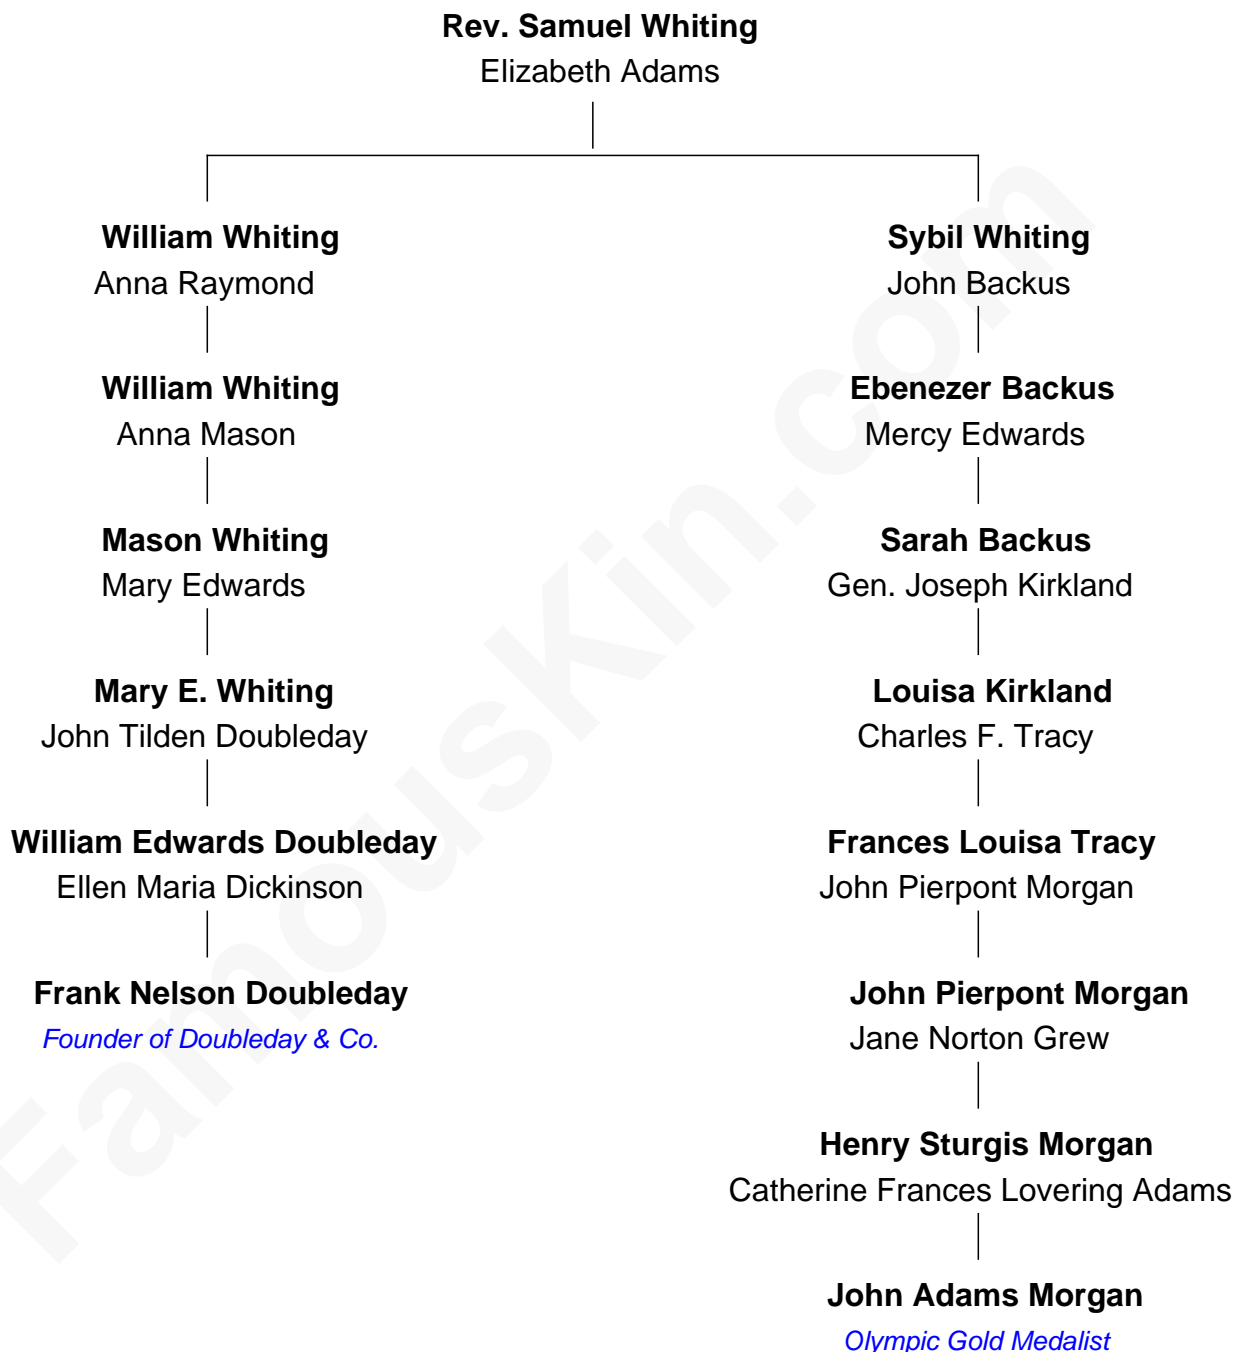 Rev. Samuel Whiting
Elizabeth Adams
William Whiting
Anna Raymond
William Whiting
Anna Mason
Mason Whiting
Mary Edwards
Mary E. Whiting
John Tilden Doubleday
William Edwards Doubleday
Ellen Maria Dickinson
Frank Nelson Doubleday
Founder of Doubleday & Co.
Sybil Whiting
John Backus
Ebenezer Backus
Mercy Edwards
Sarah Backus
Gen. Joseph Kirkland
Louisa Kirkland
Charles F. Tracy
Frances Louisa Tracy
John Pierpont Morgan
John Pierpont Morgan
Jane Norton Grew
Henry Sturgis Morgan
Catherine Frances Lovering Adams
John Adams Morgan
Olympic Gold Medalist
FamousKin.com